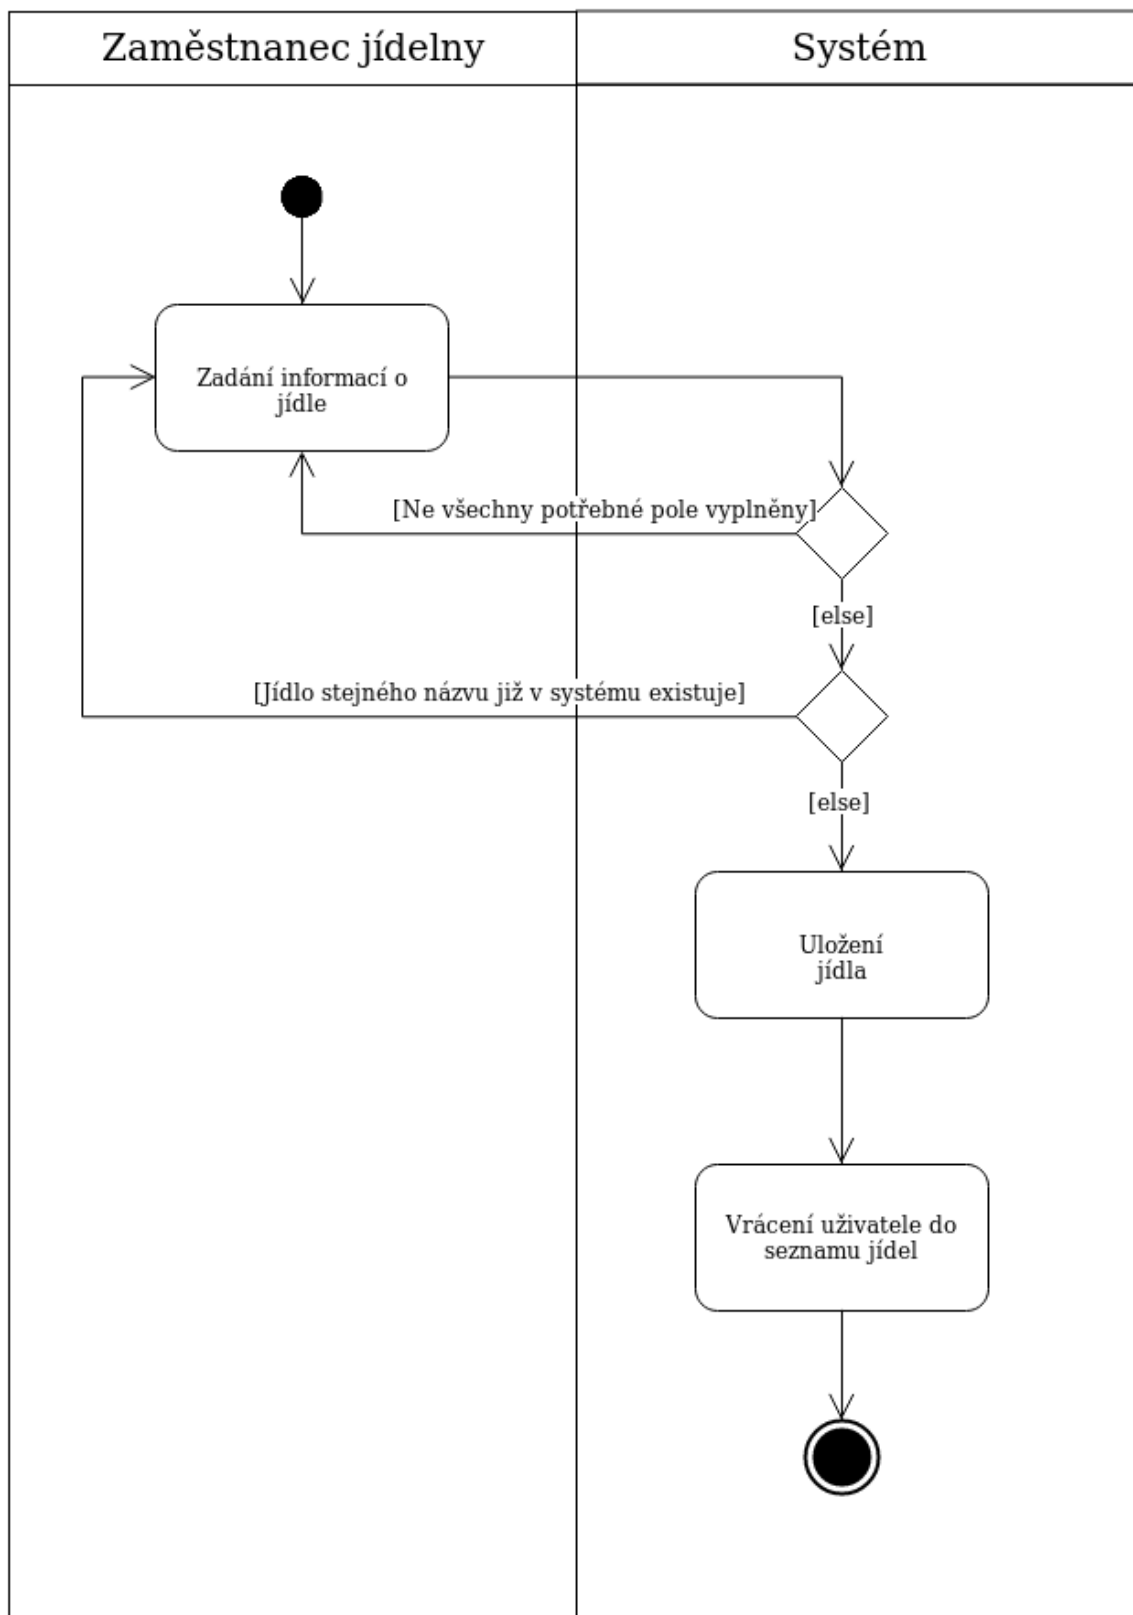 Zaměstnanec jídelny
Systém
Zadání informací o
jídle
[Ne všechny potřebné pole vyplněny]
[else]
[Jídlo stejného názvu již v systému existuje]
[else]
Uložení
jídla
Vrácení uživatele do
seznamu jídel